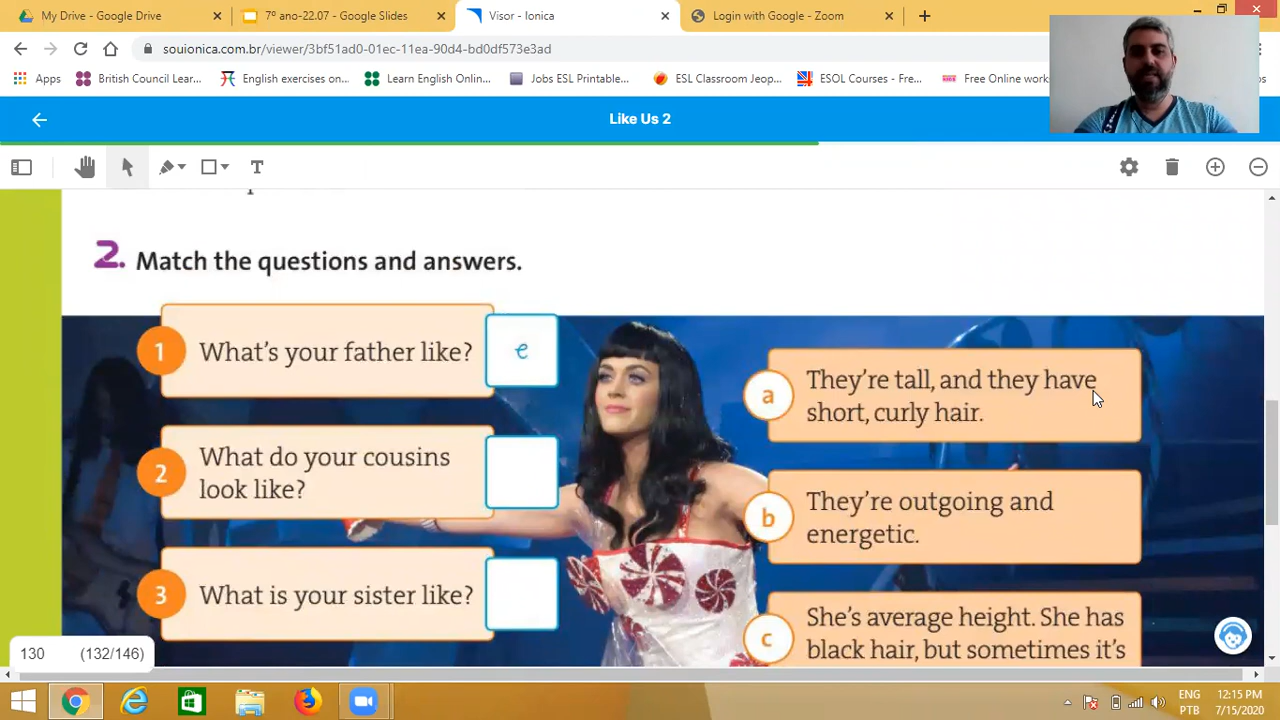 My Drive - Google Drive
7º ano-22.07 - Google Slides
Visor - Ionica
Login with Google - Zoom
souionica.com.br/viewer/3bf51ad0-01ec-11ea-90d4-bd0df573e3ad
Apps
British Council Lear...
English exercises on...
Learn English Onlin...
Jobs ESL Printable...
ESL Classroom Jeop...
ESOL Courses - Fre...
Free Online work
Like Us 2
T
2. Match the questions and answers.
1 What's your father like? e
2 What do your cousins
look like?
3 What is your sister like?
a They're tall, and they have
short, curly hair.
b They're outgoing and
energetic.
c She's average height. She has
black hair, but sometimes it's
130 (132/146)
ENG
PTB
12:15 PM
7/15/2020